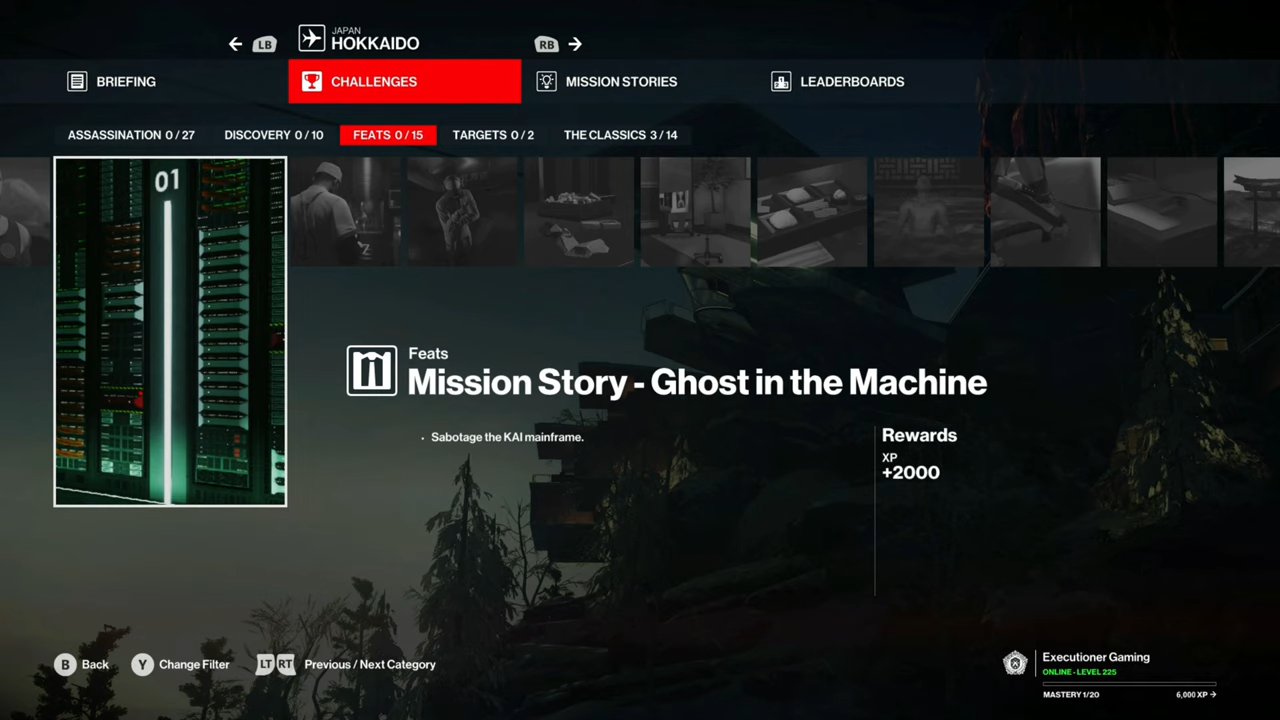 LB
JAPAN
HOKKAIDO
RB
BRIEFING
CHALLENGES
MISSION STORIES
LEADERBOARDS
ASSASSINATION 0 / 27
DISCOVERY 0 / 10
FEATS 0 / 15
TARGETS 0 / 2
THE CLASSICS 3 / 14
01
Feats
Mission Story - Ghost in the Machine
· Sabotage the KAI mainframe.
Rewards
XP
+2000
B Back
Y Change Filter
LT RT Previous / Next Category
Executioner Gaming
ONLINE - LEVEL 225
MASTERY 1/20
6,000 XP